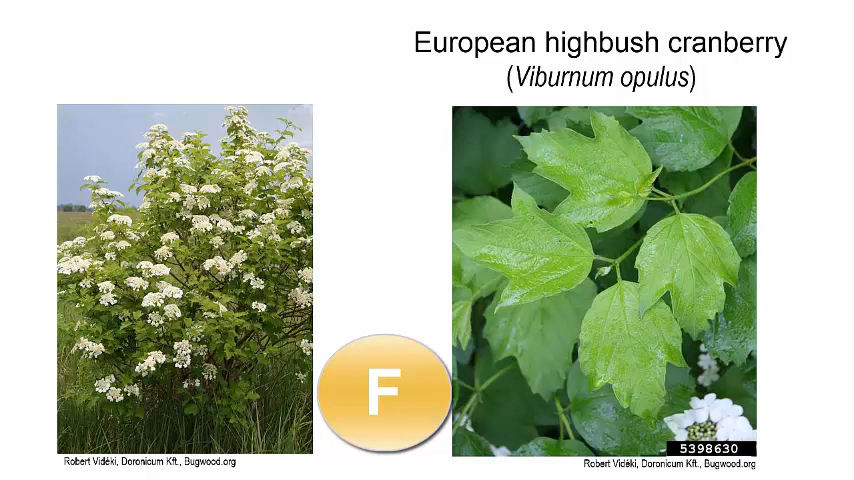 European highbush cranberry
(Viburnum opulus)
F
5398630
Robert Vidéki, Doronicum Kft., Bugwood.org
Robert Vidéki, Doronicum Kft., Bugwood.org